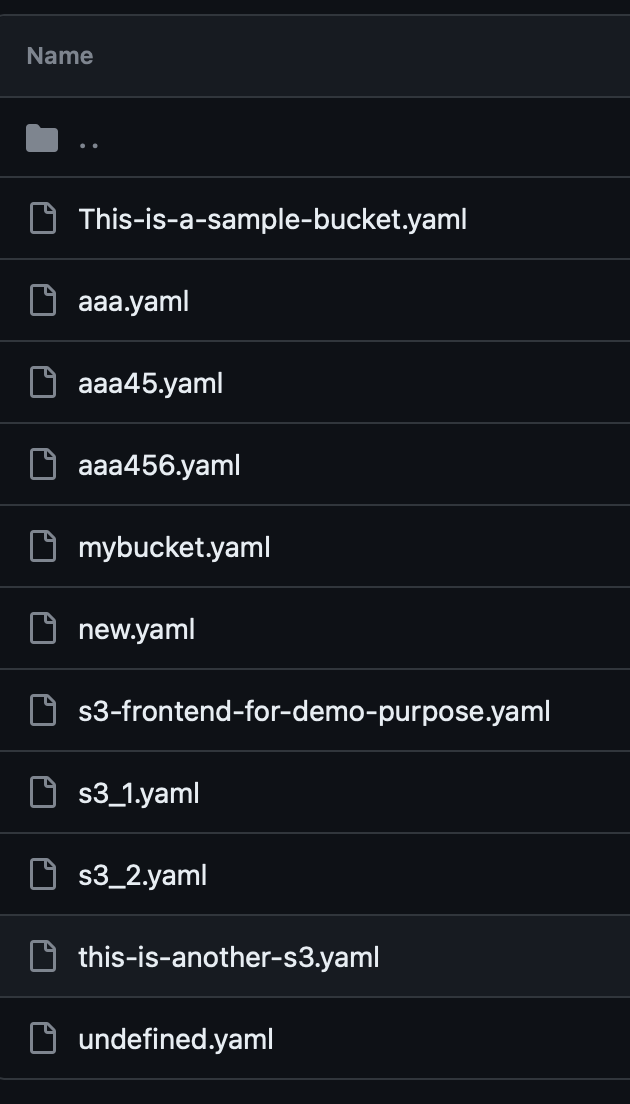 Name
..
This-is-a-sample-bucket.yaml
aaa.yaml
aaa45.yaml
aaa456.yaml
mybucket.yaml
new.yaml
s3-frontend-for-demo-purpose.yaml
s3_1.yaml
s3_2.yaml
this-is-another-s3.yaml
undefined.yaml